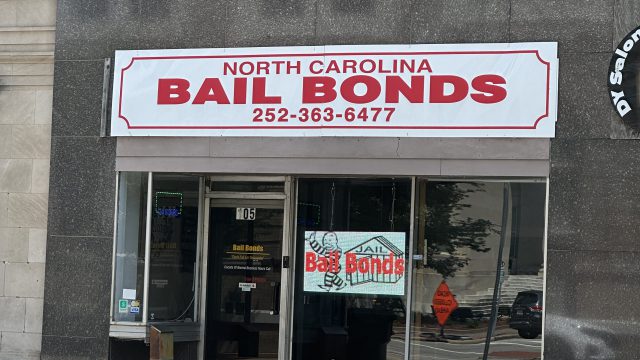 NORTH CAROLINA
BAIL BONDS
252-363-6477
DY Salon
105
Bail Bonds
JAIL
Bail Bonds